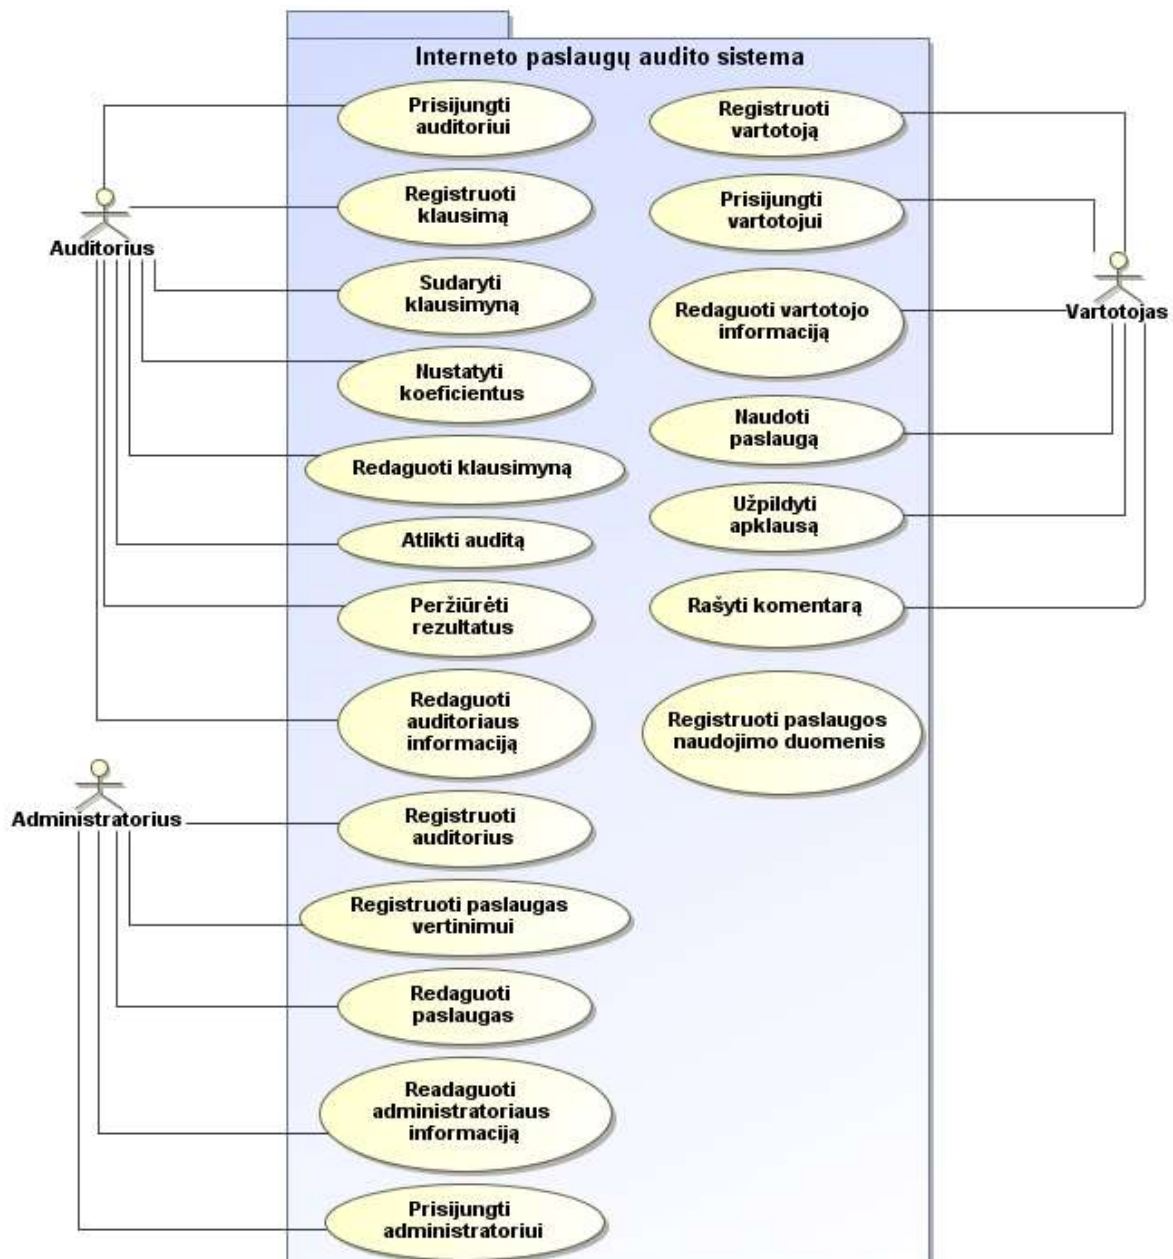 Interneto paslaugų audito sistema
Prisijungti
auditoriui
Registruoti
klausimą
Auditorius
Sudaryti
klausimyną
Nustatyti
koeficientus
Redaguoti klausimyną
Atlikti auditą
Peržiūrėti
rezultatus
Redaguoti
auditoriaus
informaciją
Administratorius
Registruoti
auditorius
Registruoti paslaugas
vertinimui
Redaguoti
paslaugas
Readaguoti
administratoriaus
informaciją
Prisijungti
administratoriui
Registruoti
vartotoją
Prisijungti
vartotojui
Redaguoti vartotojo
informaciją
Vartotojas
Naudoti
paslaugą
Užpildyti
apklausą
Rašyti komentarą
Registruoti paslaugos
naudojimo duomenis